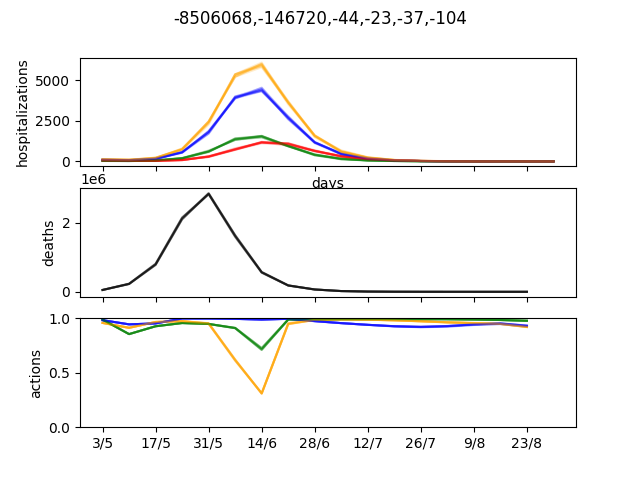 -8506068,-146720,-44,-23,-37,-104
hospitalizations
5000
2500
0
days
1e6
deaths
2
0
actions
1.0
0.5
0.0
3/5 17/5 31/5 14/6 28/6 12/7 26/7 9/8 23/8